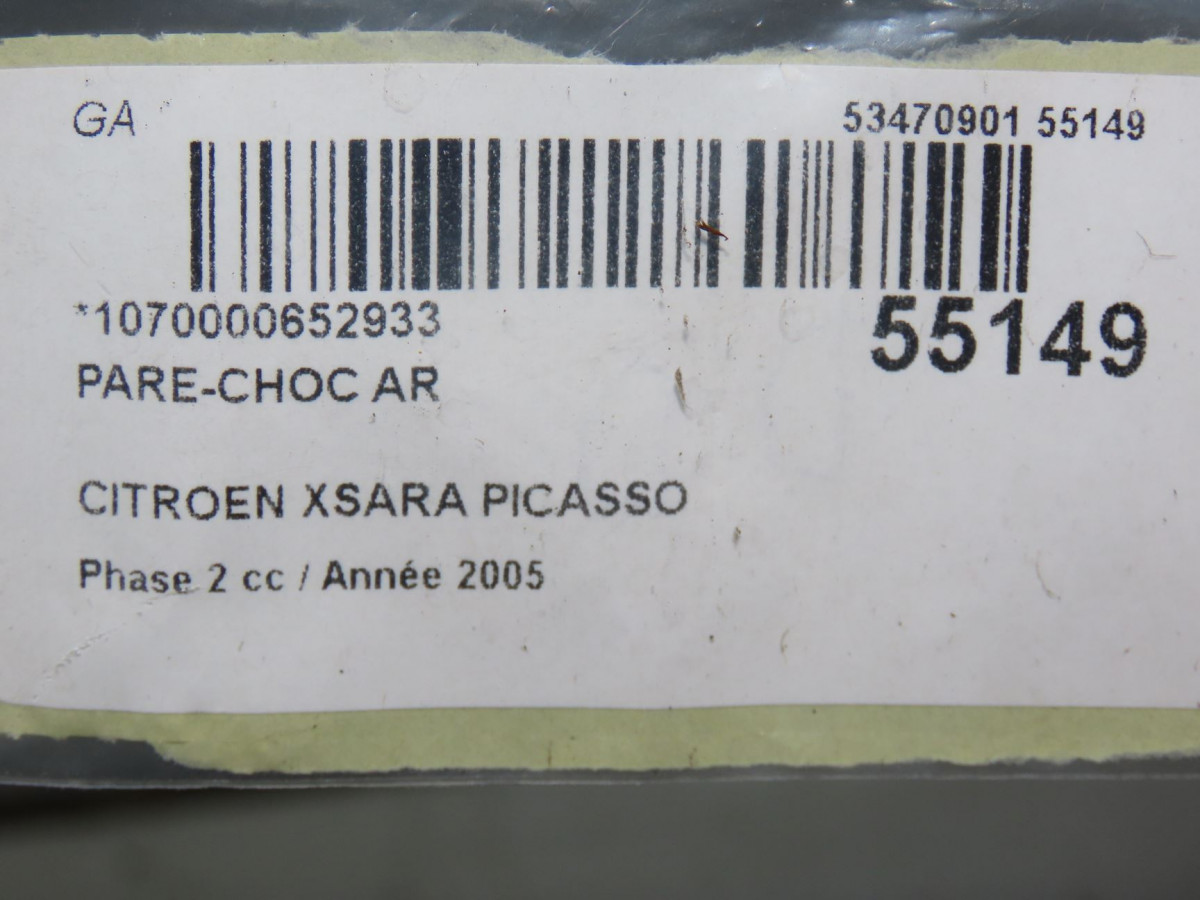 GA
53470901 55149
*1070000652933
55149
PARE-CHOC AR
CITROEN XSARA PICASSO
Phase 2 cc / Année 2005